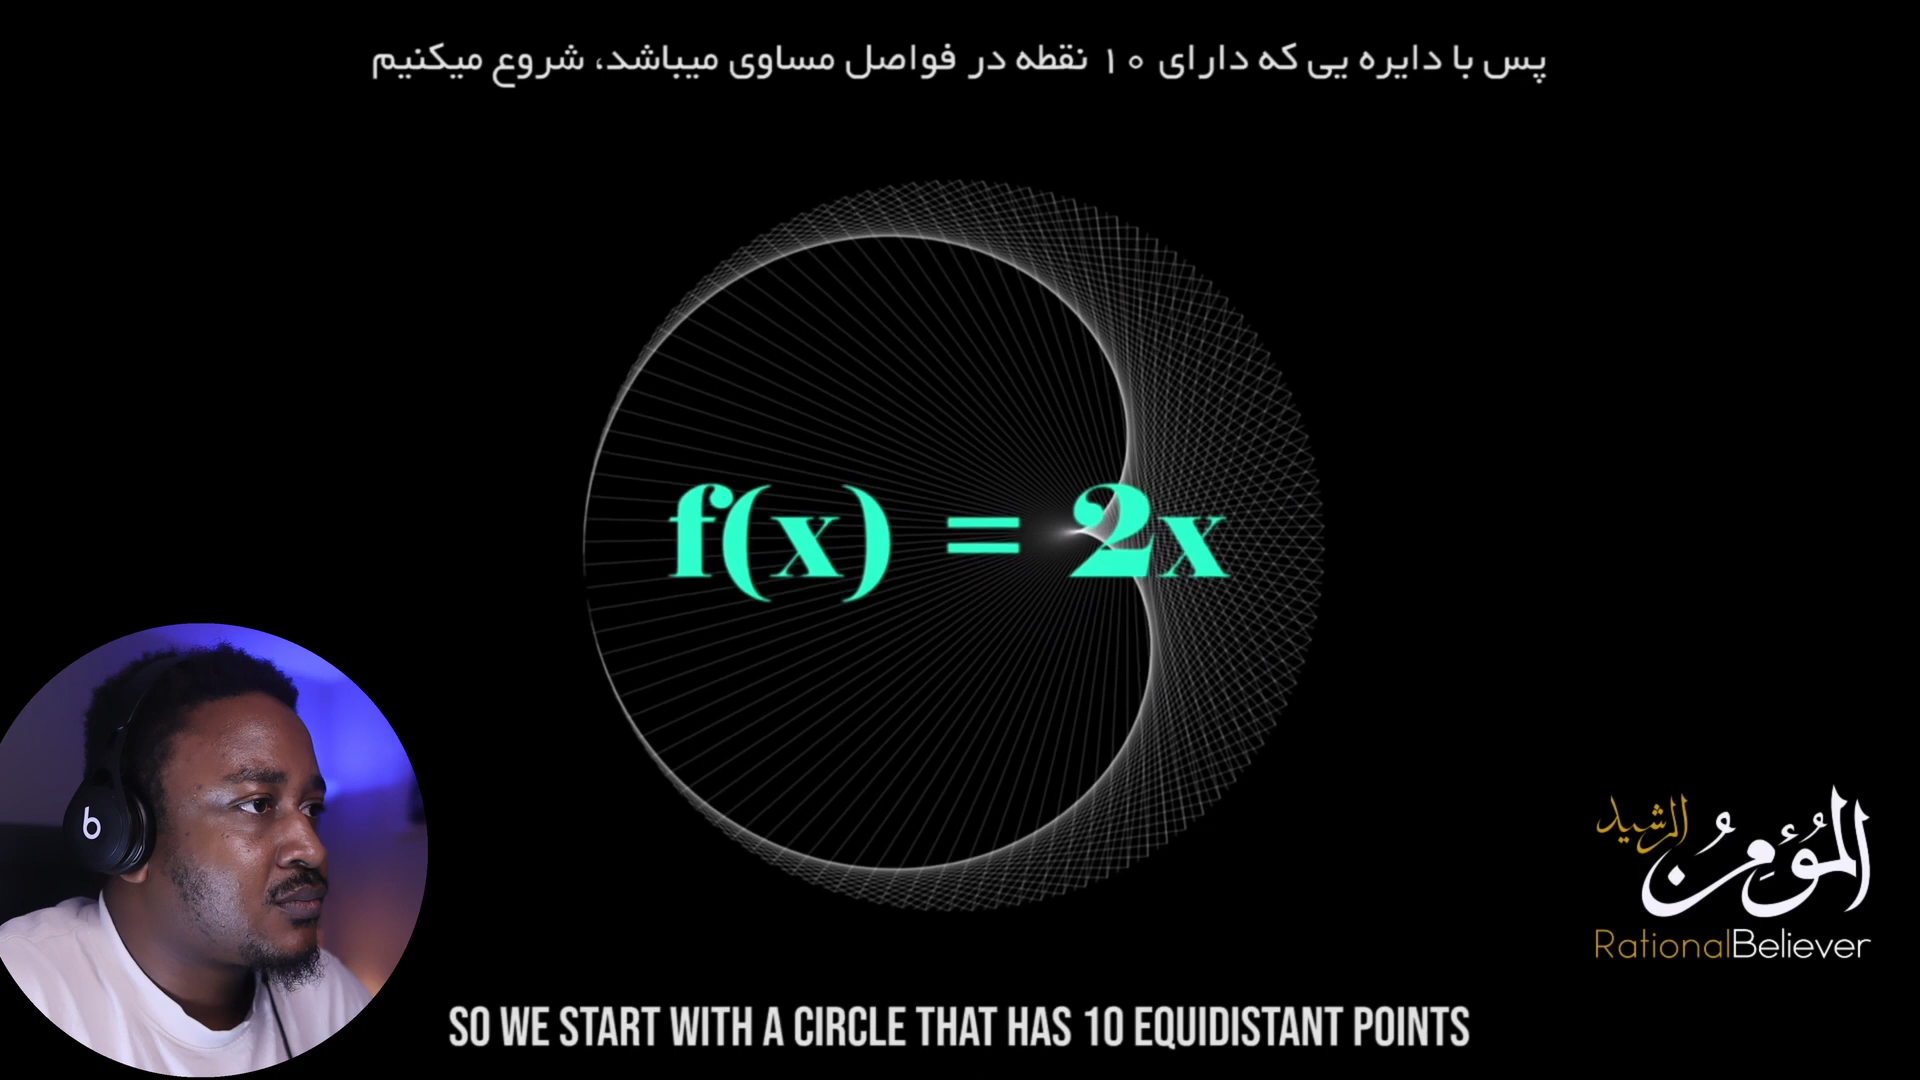 پس با دایره یی که دارای ۱۰ نقطه در فواصل مساوی میباشد، شروع میکنیم
f(x) = 2x
المؤمن الرشيد
RationalBeliever
SO WE START WITH A CIRCLE THAT HAS 10 EQUIDISTANT POINTS